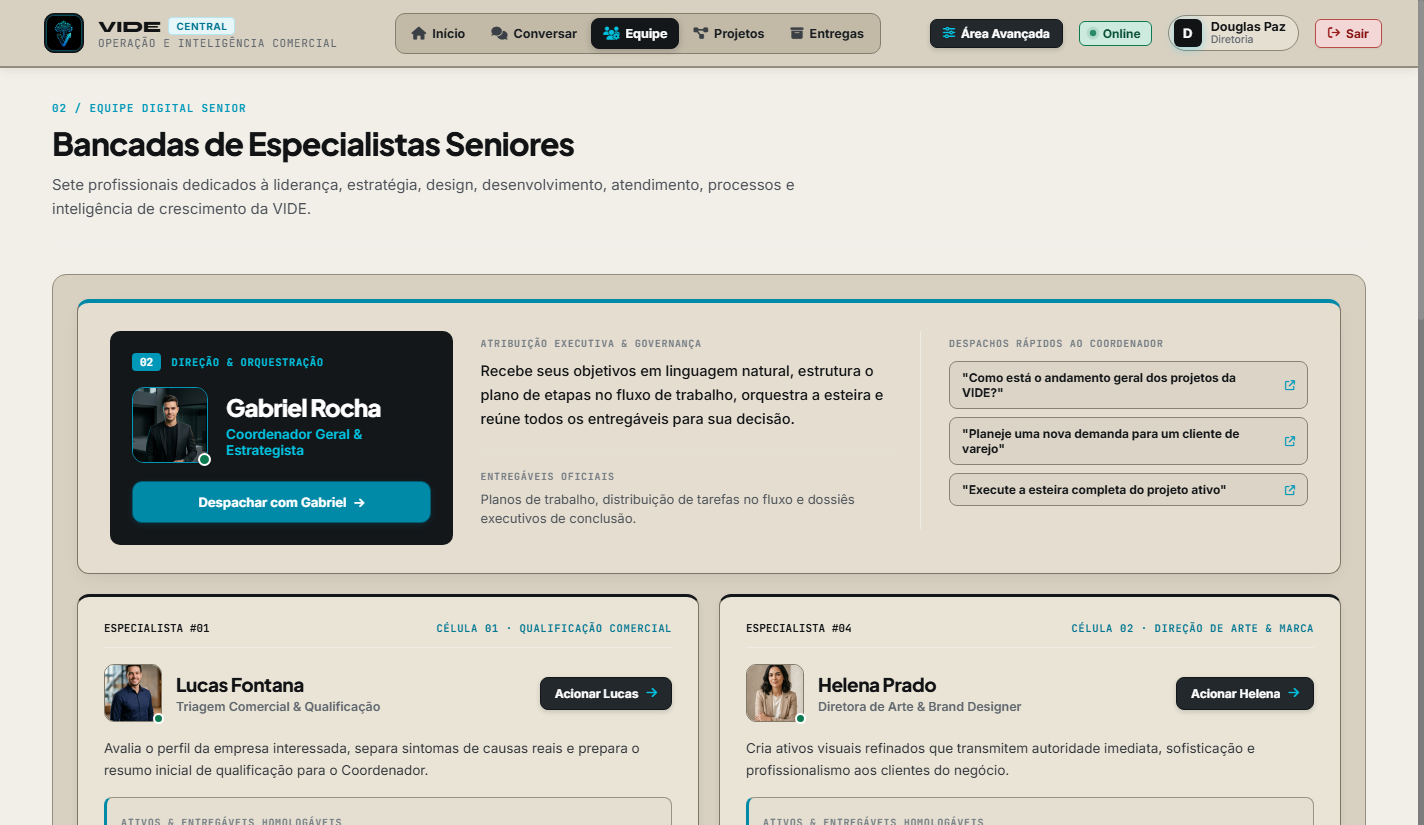 VIDE CENTRAL
OPERAÇÃO E INTELIGÊNCIA COMERCIAL
Início
Conversar
Equipe
Projetos
Entregas
Área Avançada
Online
D
Douglas Paz
Diretoria
Sair
02 / EQUIPE DIGITAL SENIOR
Bancadas de Especialistas Seniores
Sete profissionais dedicados à liderança, estratégia, design, desenvolvimento, atendimento, processos e
inteligência de crescimento da VIDE.
02 DIREÇÃO & ORQUESTRAÇÃO
Gabriel Rocha
Coordenador Geral &
Estrategista
Despachar com Gabriel →
ATRIBUIÇÃO EXECUTIVA & GOVERNANÇA
Recebe seus objetivos em linguagem natural, estrutura o
plano de etapas no fluxo de trabalho, orquestra a esteira e
reúne todos os entregáveis para sua decisão.
ENTREGÁVEIS OFICIAIS
Planos de trabalho, distribuição de tarefas no fluxo e dossiês
executivos de conclusão.
DESPACHOS RÁPIDOS AO COORDENADOR
"Como está o andamento geral dos projetos da
VIDE?"
"Planeje uma nova demanda para um cliente de
varejo"
"Execute a esteira completa do projeto ativo"
ESPECIALISTA #01
CÉLULA 01 · QUALIFICAÇÃO COMERCIAL
Lucas Fontana
Triagem Comercial & Qualificação
Acionar Lucas →
Avalia o perfil da empresa interessada, separa sintomas de causas reais e prepara o
resumo inicial de qualificação para o Coordenador.
ATIVOS & ENTREGÁVEIS HOMOLOGÁVEIS
ESPECIALISTA #04
CÉLULA 02 · DIREÇÃO DE ARTE & MARCA
Helena Prado
Diretora de Arte & Brand Designer
Acionar Helena →
Cria ativos visuais refinados que transmitem autoridade imediata, sofisticação e
profissionalismo aos clientes do negócio.
ATIVOS & ENTREGÁVEIS HOMOLOGÁVEIS